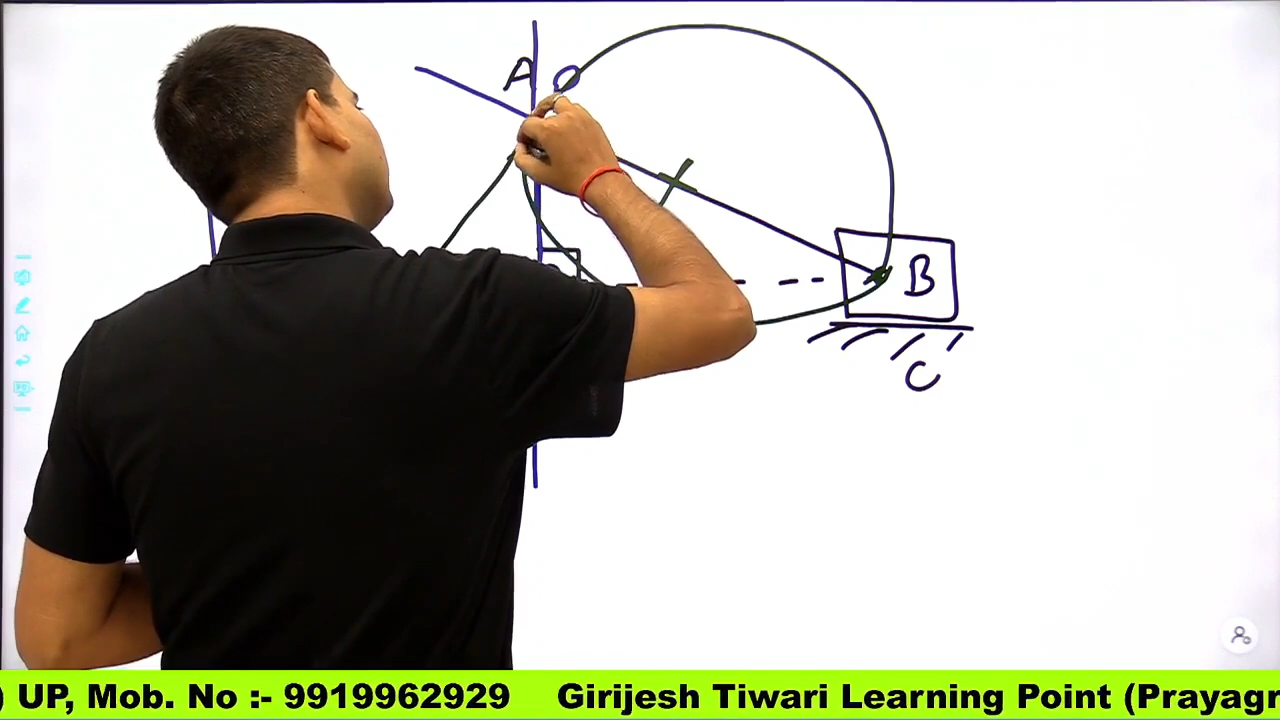 A
B
C
) UP, Mob. No :- 9919962929 Girijesh Tiwari Learning Point (Prayagr